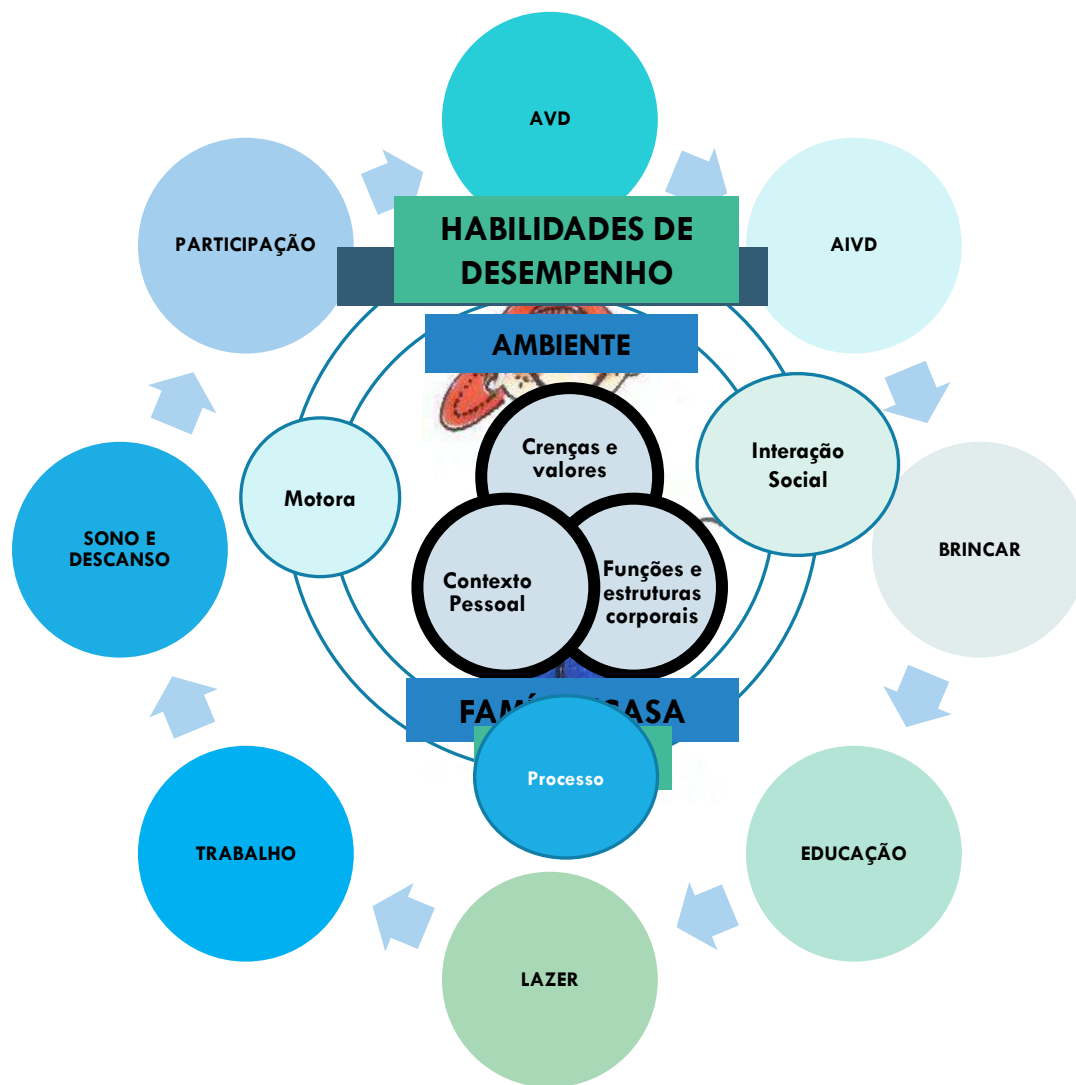 AVD
PARTICIPAÇÃO
HABILIDADES DE
DESEMPENHO
AIVD
AMBIENTE
Crenças e
valores
Interação
Social
Motora
SONO E
DESCANSO
BRINCAR
Contexto
Pessoal
Funções e
estruturas
corporais
CASA
Processo
TRABALHO
EDUCAÇÃO
LAZER